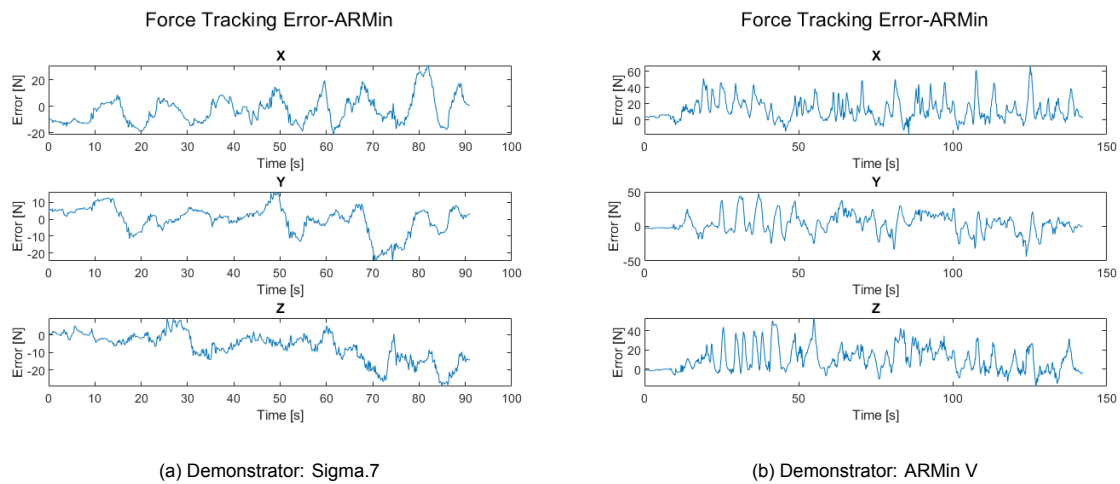 Force Tracking Error-ARMin
X
Error [N]
20
0
-20
0 10 20 30 40 50 60 70 80 90 100
Time [s]
Y
Error [N]
10
0
-10
-20
0 10 20 30 40 50 60 70 80 90 100
Time [s]
Z
Error [N]
0
-10
-20
0 10 20 30 40 50 60 70 80 90 100
Time [s]
(a) Demonstrator: Sigma.7
Force Tracking Error-ARMin
X
Error [N]
60
40
20
0
0 50 100 150
Time [s]
Y
Error [N]
50
0
-50
0 50 100 150
Time [s]
Z
Error [N]
40
20
0
0 50 100 150
Time [s]
(b) Demonstrator: ARMin V